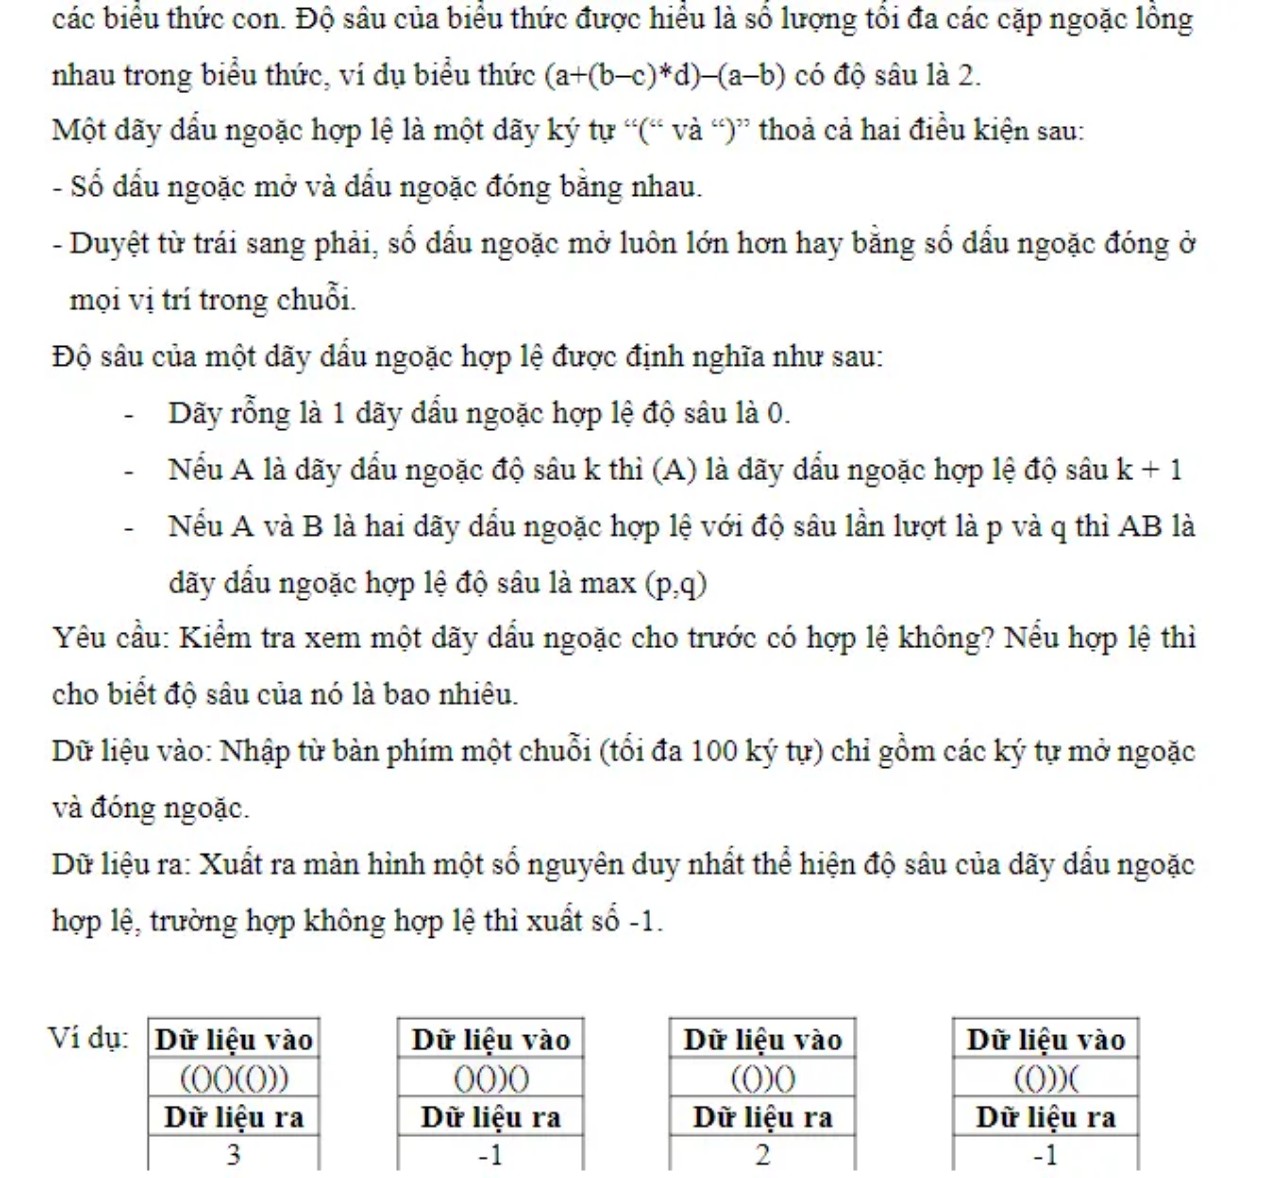 các biểu thức con. Độ sâu của biểu thức được hiểu là số lượng tối đa các cặp ngoặc lồng
nhau trong biểu thức, ví dụ biểu thức (a+(b–c)*d)–(a–b) có độ sâu là 2.
Một dãy dấu ngoặc hợp lệ là một dãy ký tự “(“ và “)” thoả cả hai điều kiện sau:
- Số dấu ngoặc mở và dấu ngoặc đóng bằng nhau.
- Duyệt từ trái sang phải, số dấu ngoặc mở luôn lớn hơn hay bằng số dấu ngoặc đóng ở
mọi vị trí trong chuỗi.
Độ sâu của một dãy dấu ngoặc hợp lệ được định nghĩa như sau:
- Dãy rỗng là 1 dãy dấu ngoặc hợp lệ độ sâu là 0.
- Nếu A là dãy dấu ngoặc độ sâu k thì (A) là dãy dấu ngoặc hợp lệ độ sâu k + 1
- Nếu A và B là hai dãy dấu ngoặc hợp lệ với độ sâu lần lượt là p và q thì AB là
dãy dấu ngoặc hợp lệ độ sâu là max (p,q)
Yêu cầu: Kiểm tra xem một dãy dấu ngoặc cho trước có hợp lệ không? Nếu hợp lệ thì
cho biết độ sâu của nó là bao nhiêu.
Dữ liệu vào: Nhập từ bàn phím một chuỗi (tối đa 100 ký tự) chỉ gồm các ký tự mở ngoặc
và đóng ngoặc.
Dữ liệu ra: Xuất ra màn hình một số nguyên duy nhất thể hiện độ sâu của dãy dấu ngoặc
hợp lệ, trường hợp không hợp lệ thì xuất số -1.
Ví dụ: Dữ liệu vào Dữ liệu vào Dữ liệu vào Dữ liệu vào
(()()(())) ()())() (())() (()))(
Dữ liệu ra Dữ liệu ra Dữ liệu ra Dữ liệu ra
3 -1 2 -1